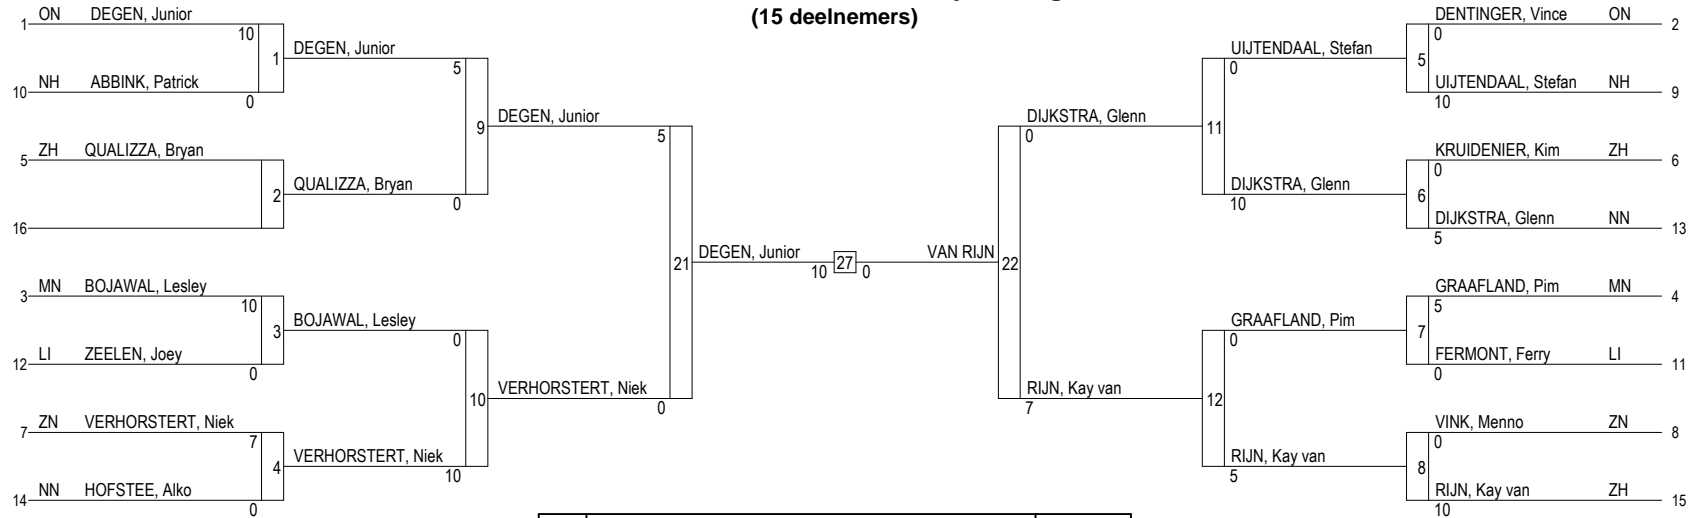 (15 deelnemers)
1 ON DEGEN, Junior 10
10 NH ABBINK, Patrick 0
1
DEGEN, Junior 5
5 ZH QUALIZZA, Bryan
16
2
QUALIZZA, Bryan 0
9
DEGEN, Junior 5
3 MN BOJAWAL, Lesley 10
12 LI ZEELEN, Joey 0
3
BOJAWAL, Lesley 0
7 ZN VERHORSTERT, Niek 7
14 NN HOFSTEE, Alko 0
4
VERHORSTERT, Niek 10
10
VERHORSTERT, Niek 0
21
DEGEN, Junior 10
27
0 VAN RIJN
22
DIJKSTRA, Glenn 0
RIJN, Kay van 7
11
UIJTENDAAL, Stefan 0
DIJKSTRA, Glenn 10
12
GRAAFLAND, Pim 0
RIJN, Kay van 5
5
DENTINGER, Vince ON 2
0
UIJTENDAAL, Stefan NH 9
10
6
KRUIDENIER, Kim ZH 6
0
DIJKSTRA, Glenn NN 13
5
7
GRAAFLAND, Pim MN 4
5
FERMONT, Ferry LI 11
0
8
VINK, Menno ZN 8
0
RIJN, Kay van ZH 15
10